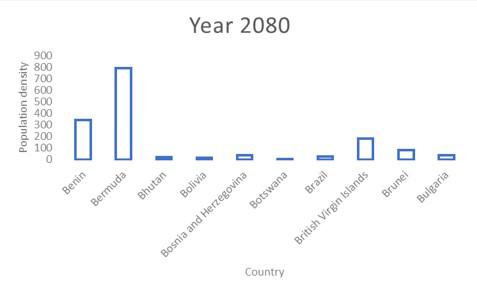 Year 2080
Population density
900
800
700
600
500
400
300
200
100
0
Benin
Bermuda
Bhutan
Bolivia
Bosnia and Herzegovina
Botswana
Brazil
British Virgin Islands
Brunei
Bulgaria
Country